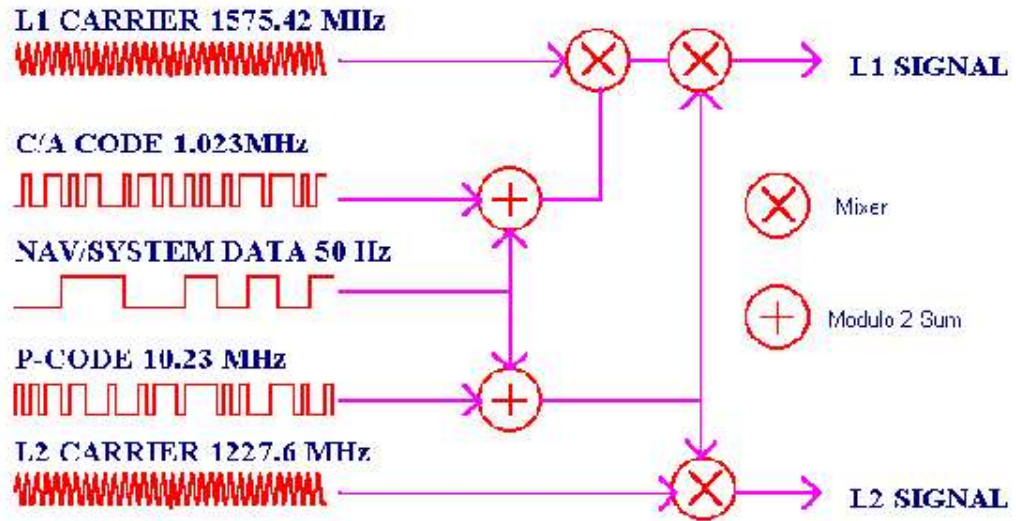 L1 CARRIER 1575.42 MHz
L1 SIGNAL
C/A CODE 1.023MHz
Mixer
NAV/SYSTEM DATA 50 Hz
Modulo 2 Sum
P-CODE 10.23 MHz
L2 CARRIER 1227.6 MHz
L2 SIGNAL